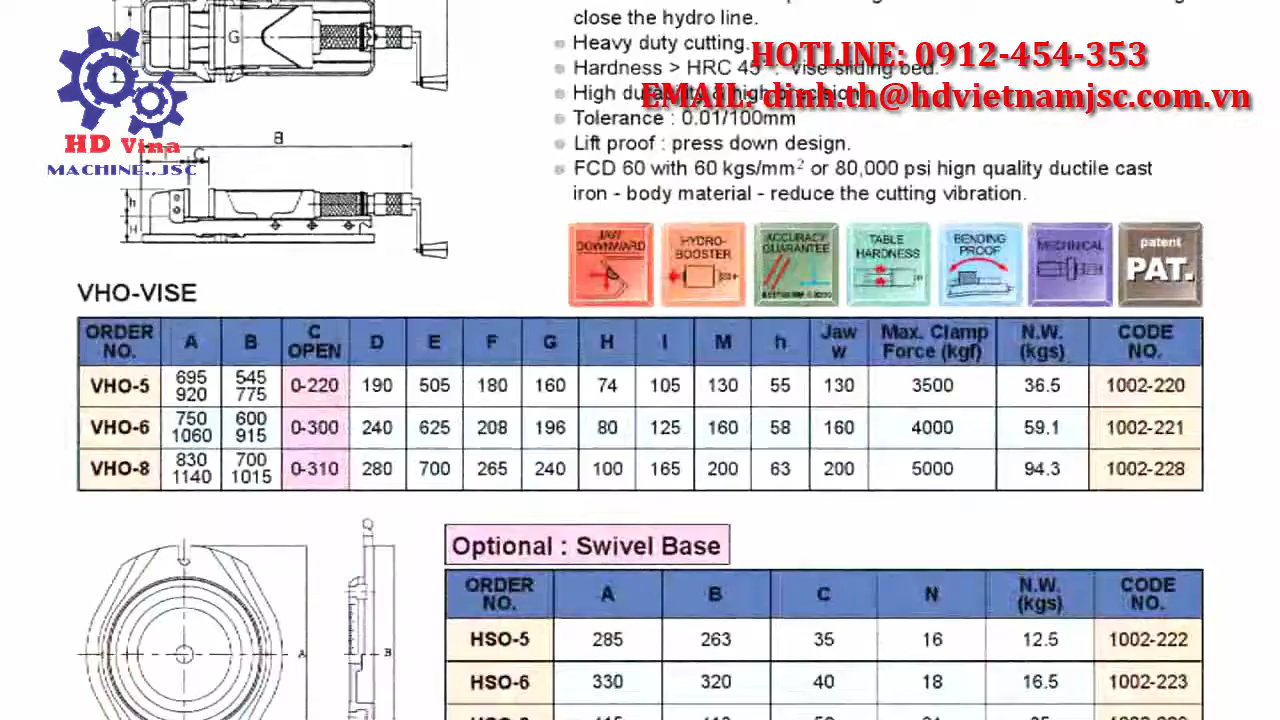 close the hydro line.
Heavy duty cutting.
HOTLINE: 0912-454-353
Hardness > HRC 45° : vise sliding bed.
High durability & high precision
EMAIL: dinh.th@hdvietnamjsc.com.vn
Tolerance : 0.01/100mm
Lift proof : press down design.
FCD 60 with 60 kgs/mm² or 80,000 psi hign quality ductile cast
iron - body material - reduce the cutting vibration.
HD Vina
MACHINE.,JSC
G
B
C
h
H
JAW DOWNWARD
HYDRO-BOOSTER
ACCURACY GUARANTEE
TABLE HARDNESS
BENDING PROOF
MECHANICAL
patent PAT.
VHO-VISE
ORDER NO. A B C OPEN D E F G H I M h Jaw w Max. Clamp Force (kgf) N.W. (kgs) CODE NO.
VHO-5 695 920 545 775 0-220 190 505 180 160 74 105 130 55 130 3500 36.5 1002-220
VHO-6 750 1060 600 915 0-300 240 625 208 196 80 125 160 58 160 4000 59.1 1002-221
VHO-8 830 1140 700 1015 0-310 280 700 265 240 100 165 200 63 200 5000 94.3 1002-228
Optional : Swivel Base
ORDER NO. A B C N N.W. (kgs) CODE NO.
HSO-5 285 263 35 16 12.5 1002-222
HSO-6 330 320 40 18 16.5 1002-223
A
B